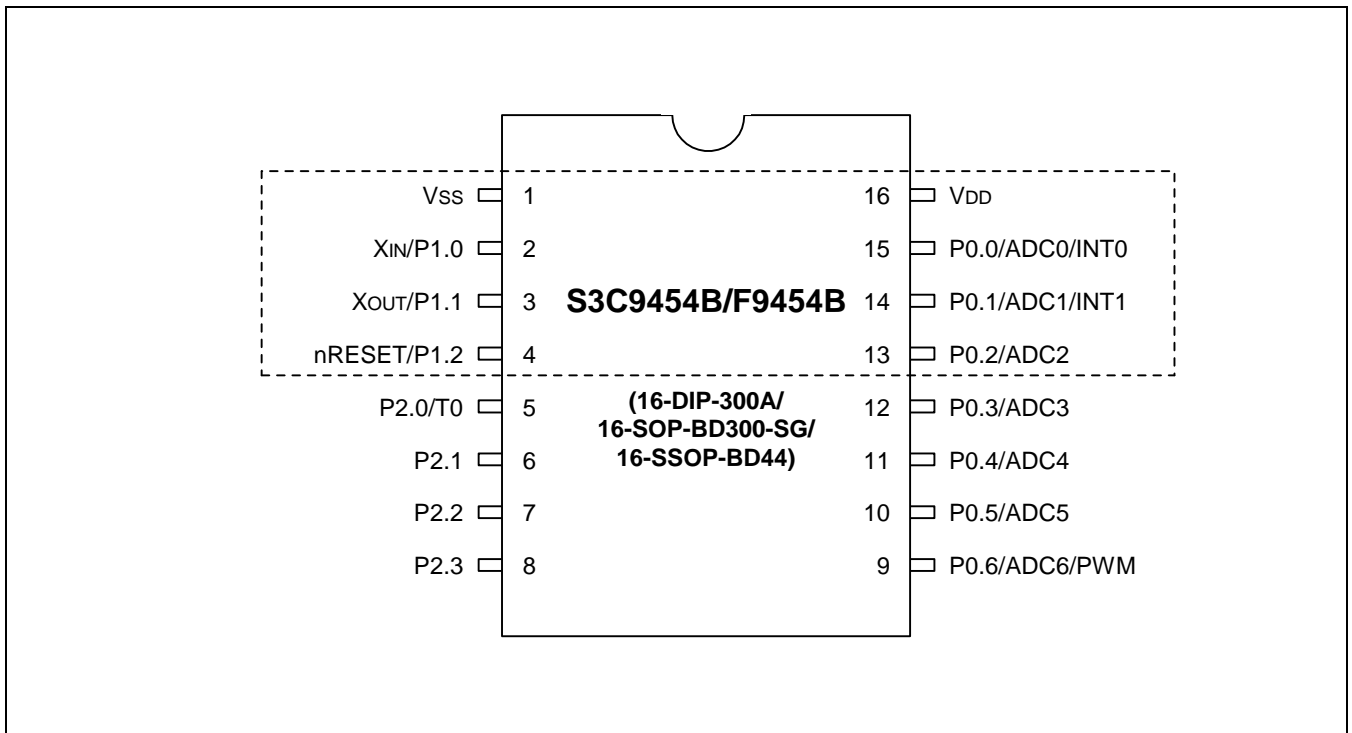 VSS 1 16 VDD
XIN/P1.0 2 15 P0.0/ADC0/INT0
XOUT/P1.1 3 S3C9454B/F9454B 14 P0.1/ADC1/INT1
nRESET/P1.2 4 13 P0.2/ADC2
P2.0/T0 5 (16-DIP-300A/ 12 P0.3/ADC3
16-SOP-BD300-SG/
P2.1 6 16-SSOP-BD44) 11 P0.4/ADC4
P2.2 7 10 P0.5/ADC5
P2.3 8 9 P0.6/ADC6/PWM